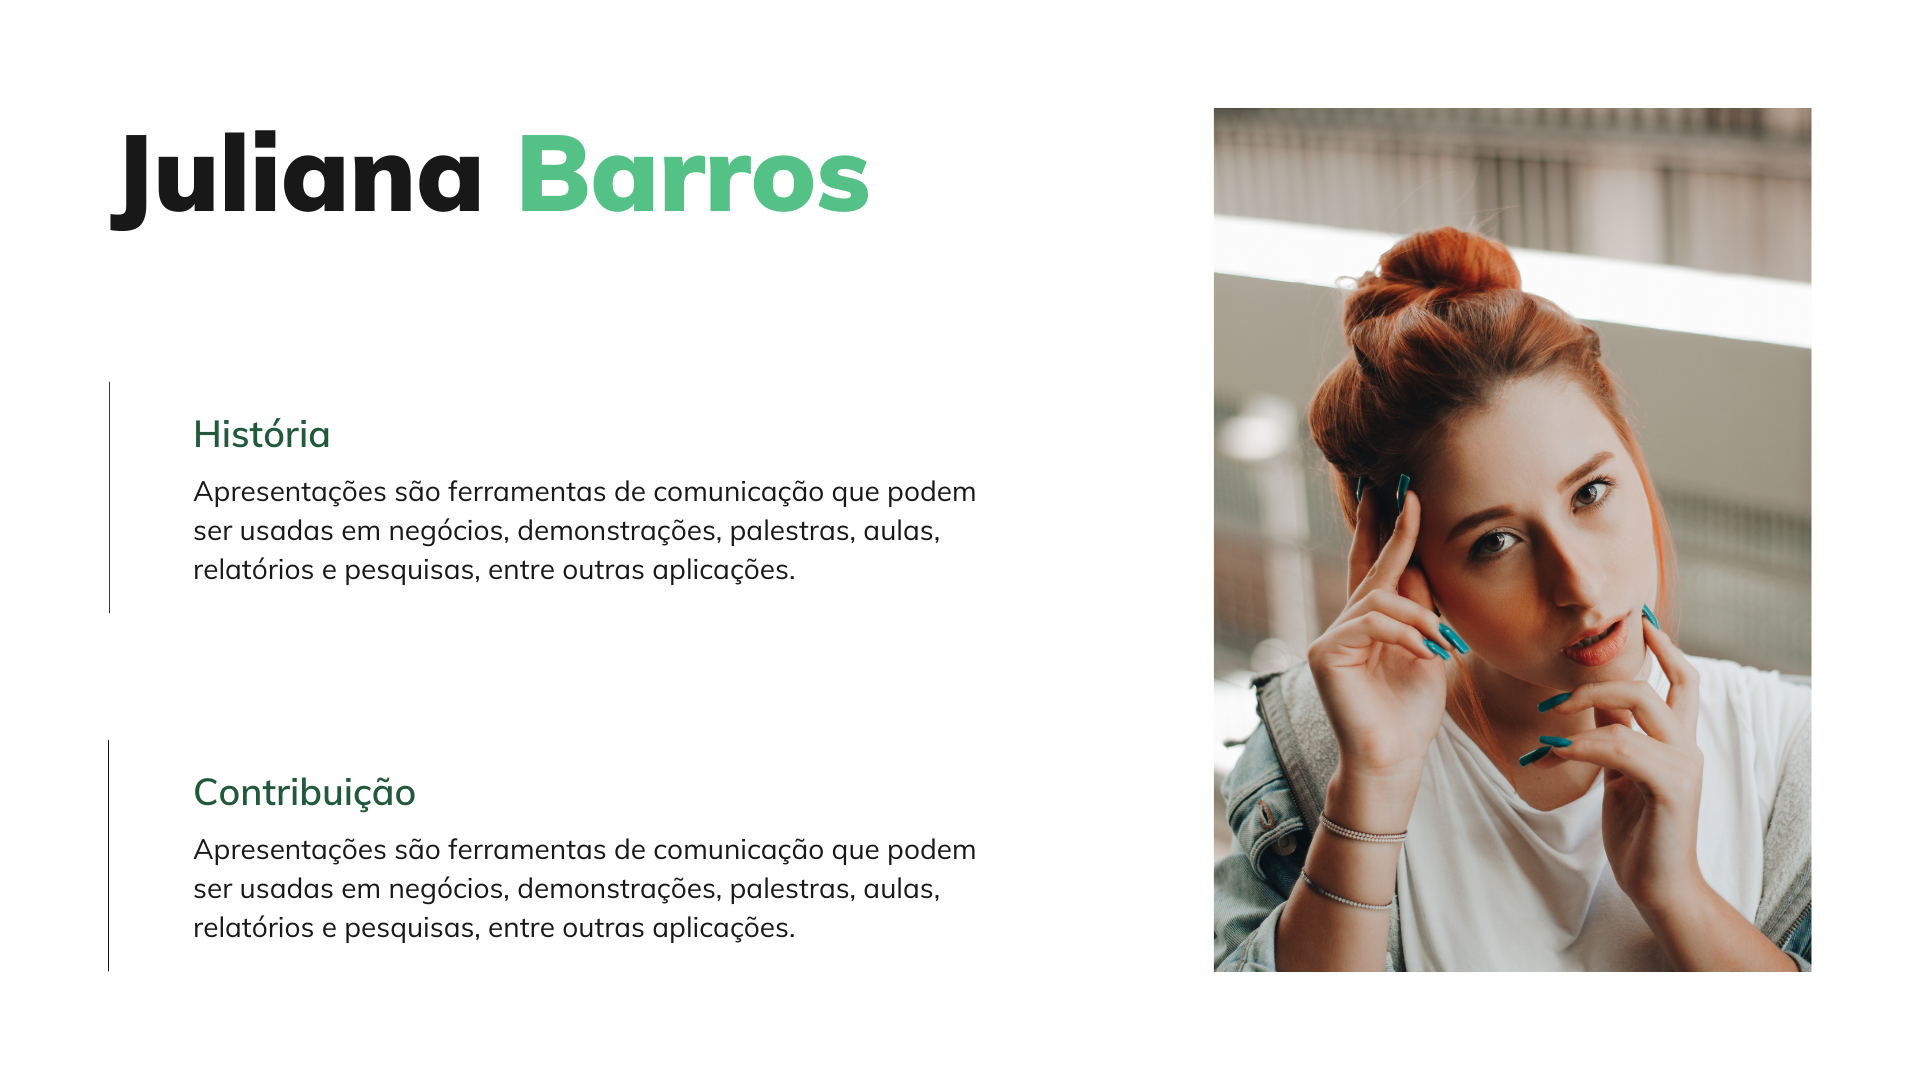 Juliana Barros
História
Apresentações são ferramentas de comunicação que podem
ser usadas em negócios, demonstrações, palestras, aulas,
relatórios e pesquisas, entre outras aplicações.
Contribuição
Apresentações são ferramentas de comunicação que podem
ser usadas em negócios, demonstrações, palestras, aulas,
relatórios e pesquisas, entre outras aplicações.